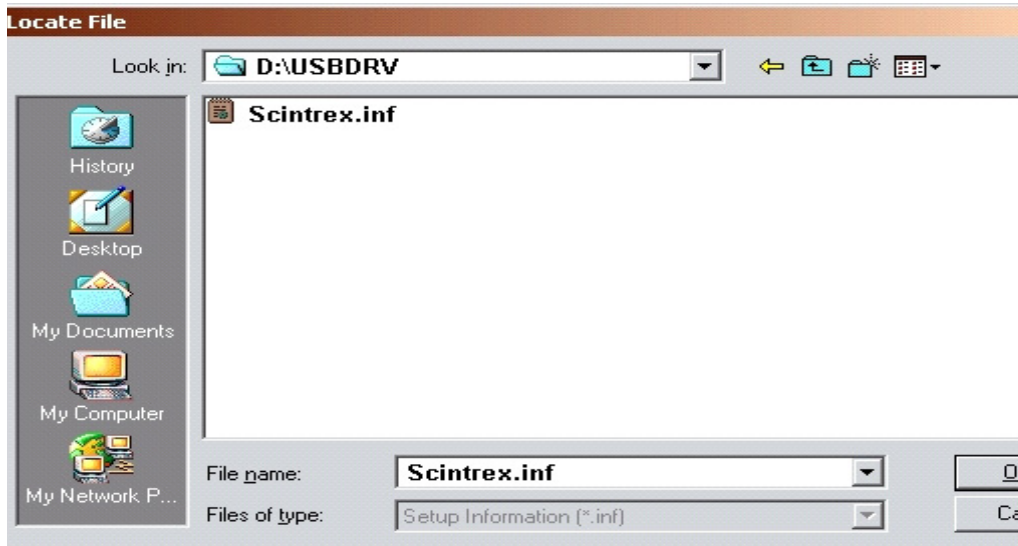 Locate File
Look in: D:\USBDRV
Scintrex.inf
History
Desktop
My Documents
My Computer
My Network P...
File name: Scintrex.inf
Files of type: Setup Information (*.inf)